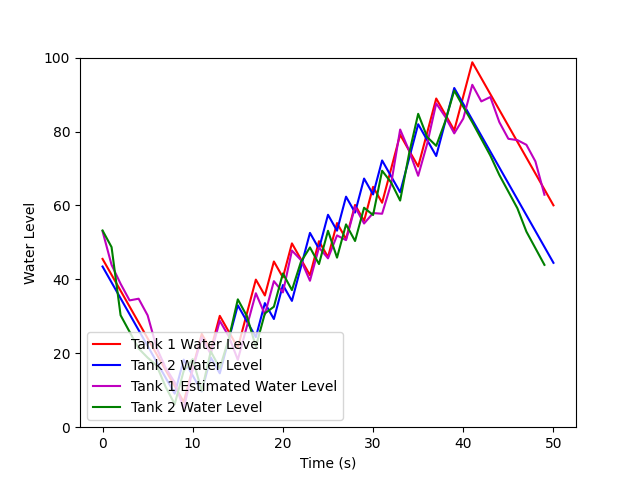 100
80
60
40
20
0
Water Level
Tank 1 Water Level
Tank 2 Water Level
Tank 1 Estimated Water Level
Tank 2 Water Level
0 10 20 30 40 50
Time (s)